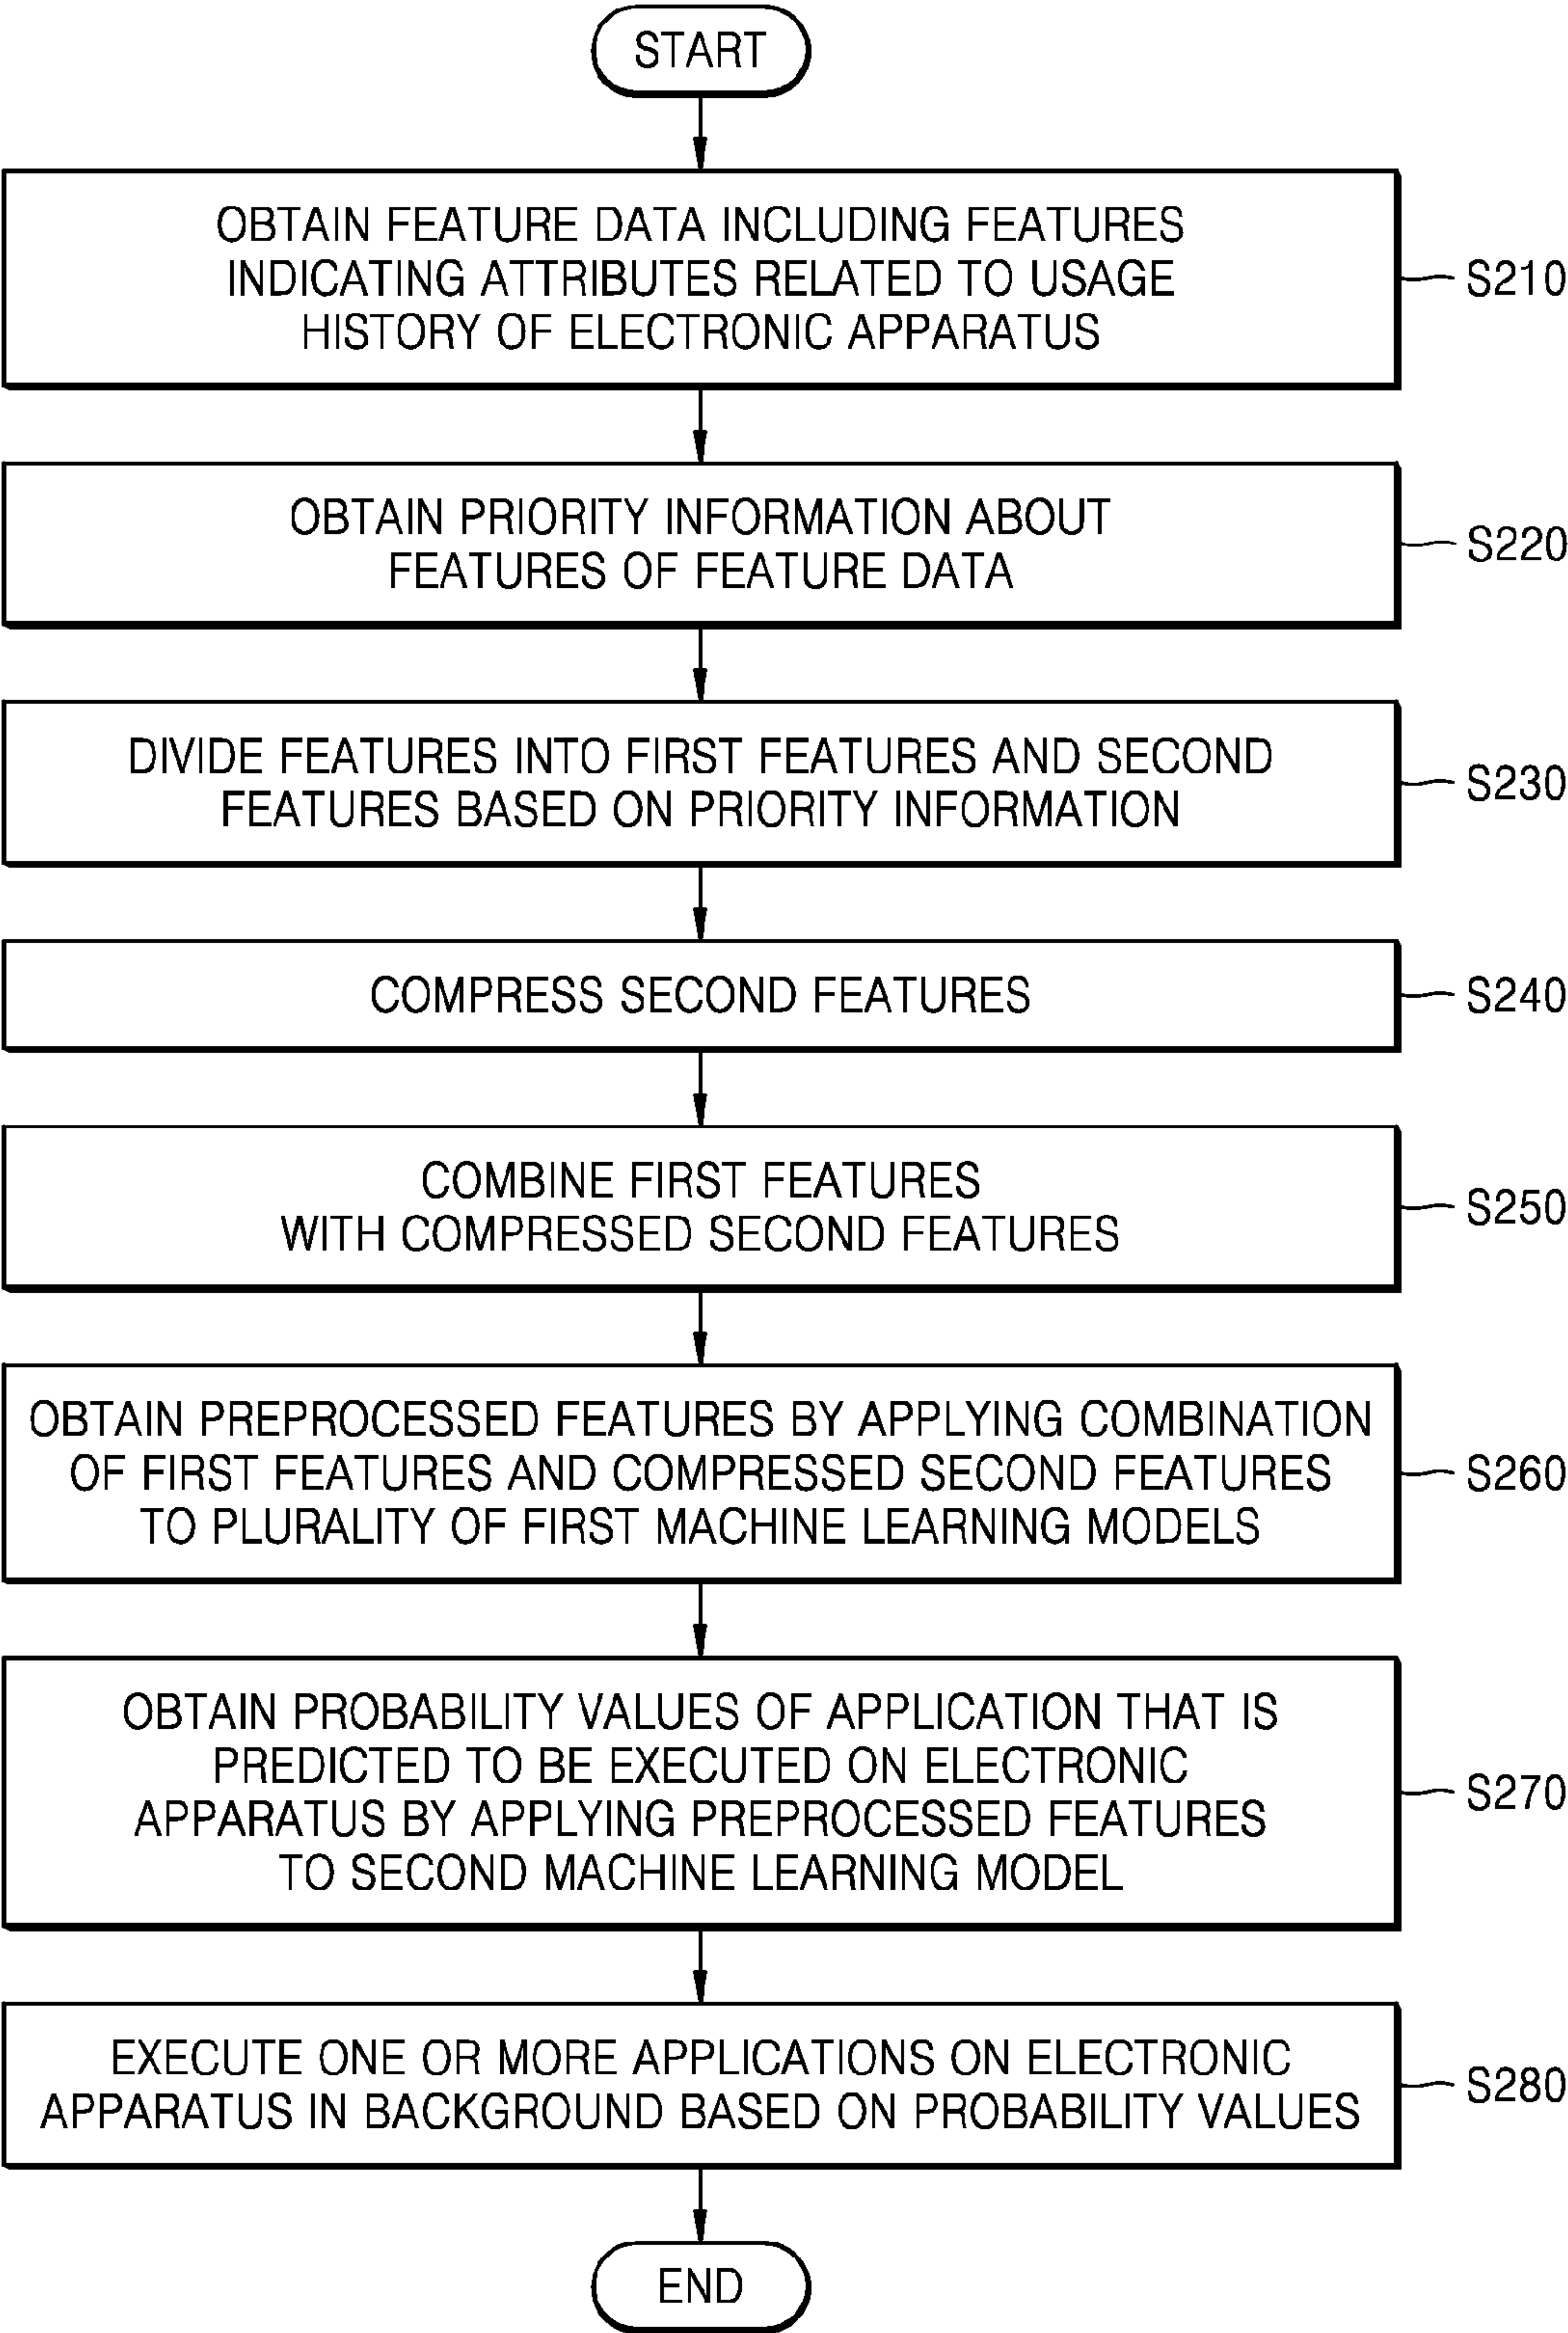 START
OBTAIN FEATURE DATA INCLUDING FEATURES
INDICATING ATTRIBUTES RELATED TO USAGE
HISTORY OF ELECTRONIC APPARATUS
S210
OBTAIN PRIORITY INFORMATION ABOUT
FEATURES OF FEATURE DATA
S220
DIVIDE FEATURES INTO FIRST FEATURES AND SECOND
FEATURES BASED ON PRIORITY INFORMATION
S230
COMPRESS SECOND FEATURES
S240
COMBINE FIRST FEATURES
WITH COMPRESSED SECOND FEATURES
S250
OBTAIN PREPROCESSED FEATURES BY APPLYING COMBINATION
OF FIRST FEATURES AND COMPRESSED SECOND FEATURES
TO PLURALITY OF FIRST MACHINE LEARNING MODELS
S260
OBTAIN PROBABILITY VALUES OF APPLICATION THAT IS
PREDICTED TO BE EXECUTED ON ELECTRONIC
APPARATUS BY APPLYING PREPROCESSED FEATURES
TO SECOND MACHINE LEARNING MODEL
S270
EXECUTE ONE OR MORE APPLICATIONS ON ELECTRONIC
APPARATUS IN BACKGROUND BASED ON PROBABILITY VALUES
S280
END